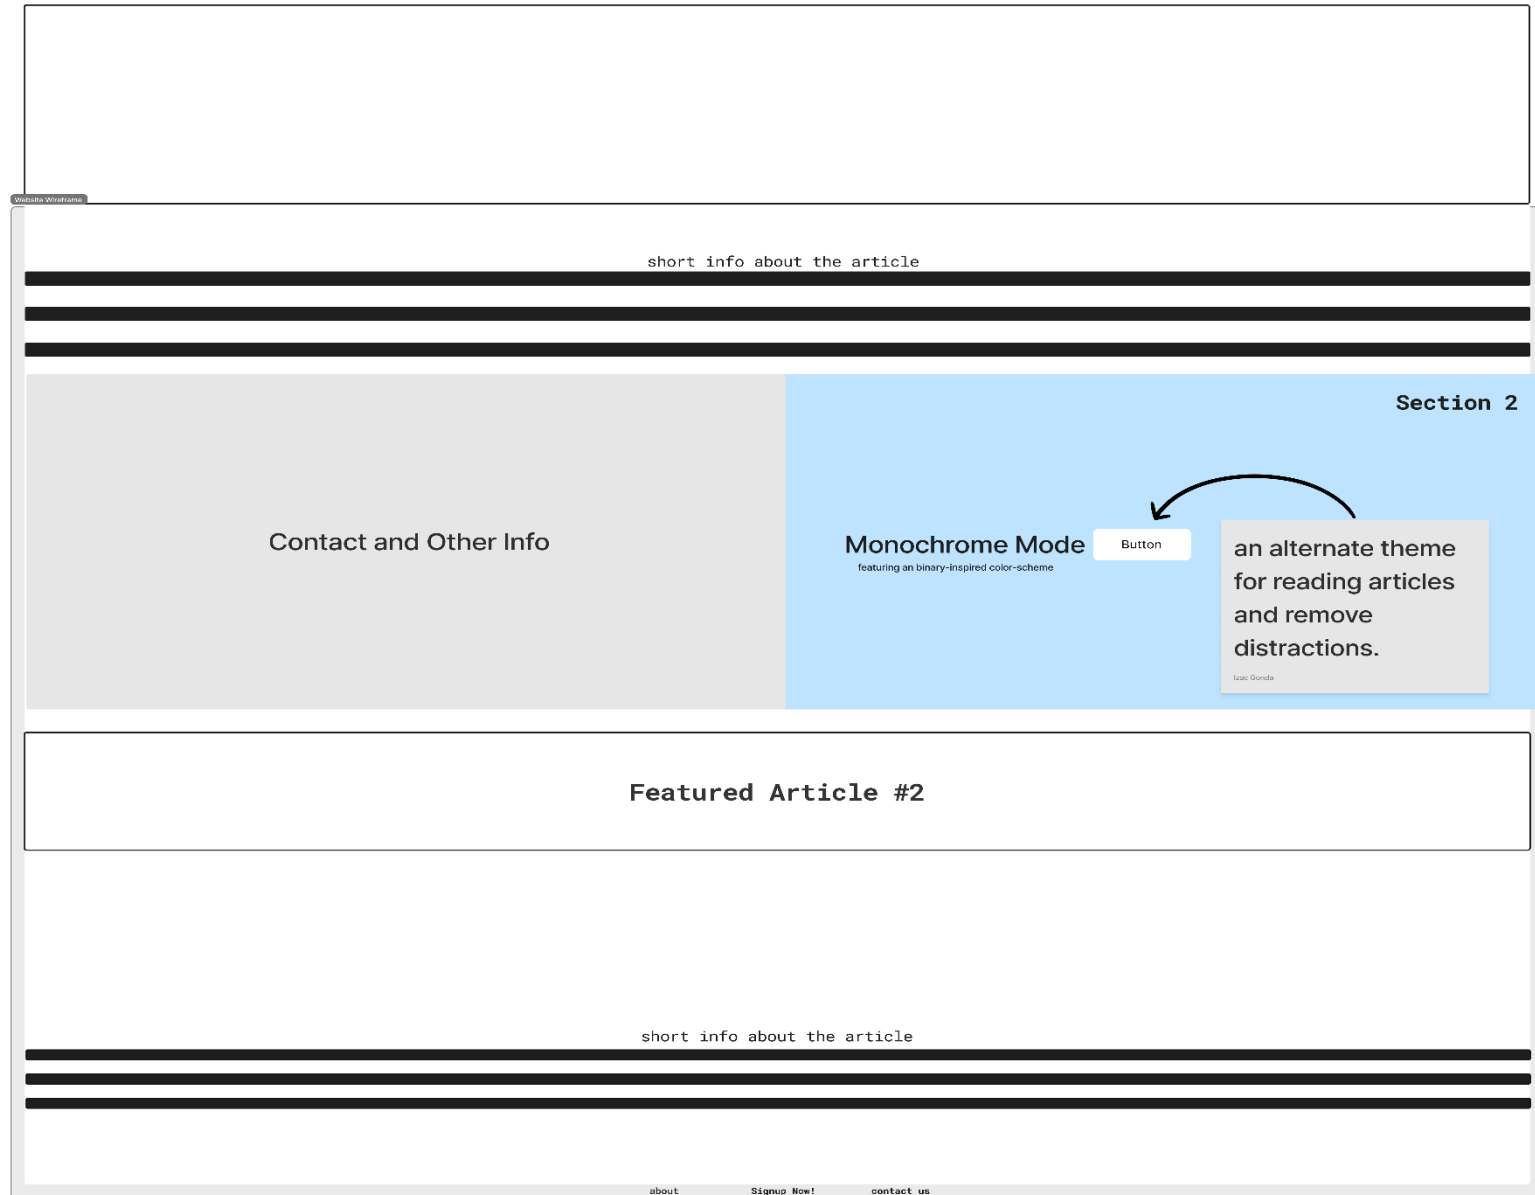 Website Wireframe
short info about the article
Contact and Other Info
Section 2
Monochrome Mode
featuring an binary-inspired color-scheme
Button
an alternate theme
for reading articles
and remove
distractions.
Izac Gonda
Featured Article #2
short info about the article
about
Signup Now!
contact us